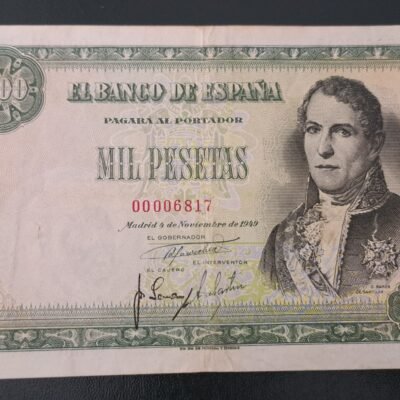 00
EL BANCO DE ESPAÑA
PAGARÁ AL PORTADOR
MIL PESETAS
00006817
Madrid 4 de Noviembre de 1949
EL GOBERNADOR
EL INTERVENTOR
EL CAJERO